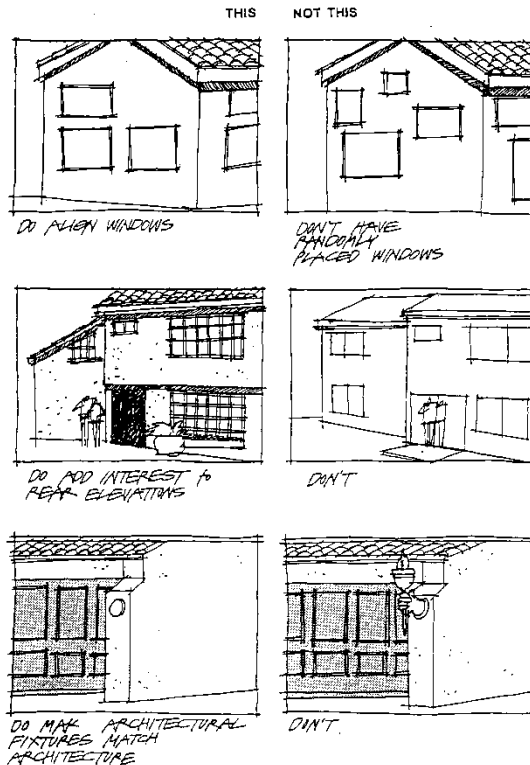 THIS NOT THIS
DO ALIGN WINDOWS
DON'T HAVE
RANDOMLY
PLACED WINDOWS
DO ADD INTEREST to
REAR ELEVATIONS
DON'T
DO MAK ARCHITECTURAL
FIXTURES MATCH
ARCHITECTURE
DON'T.